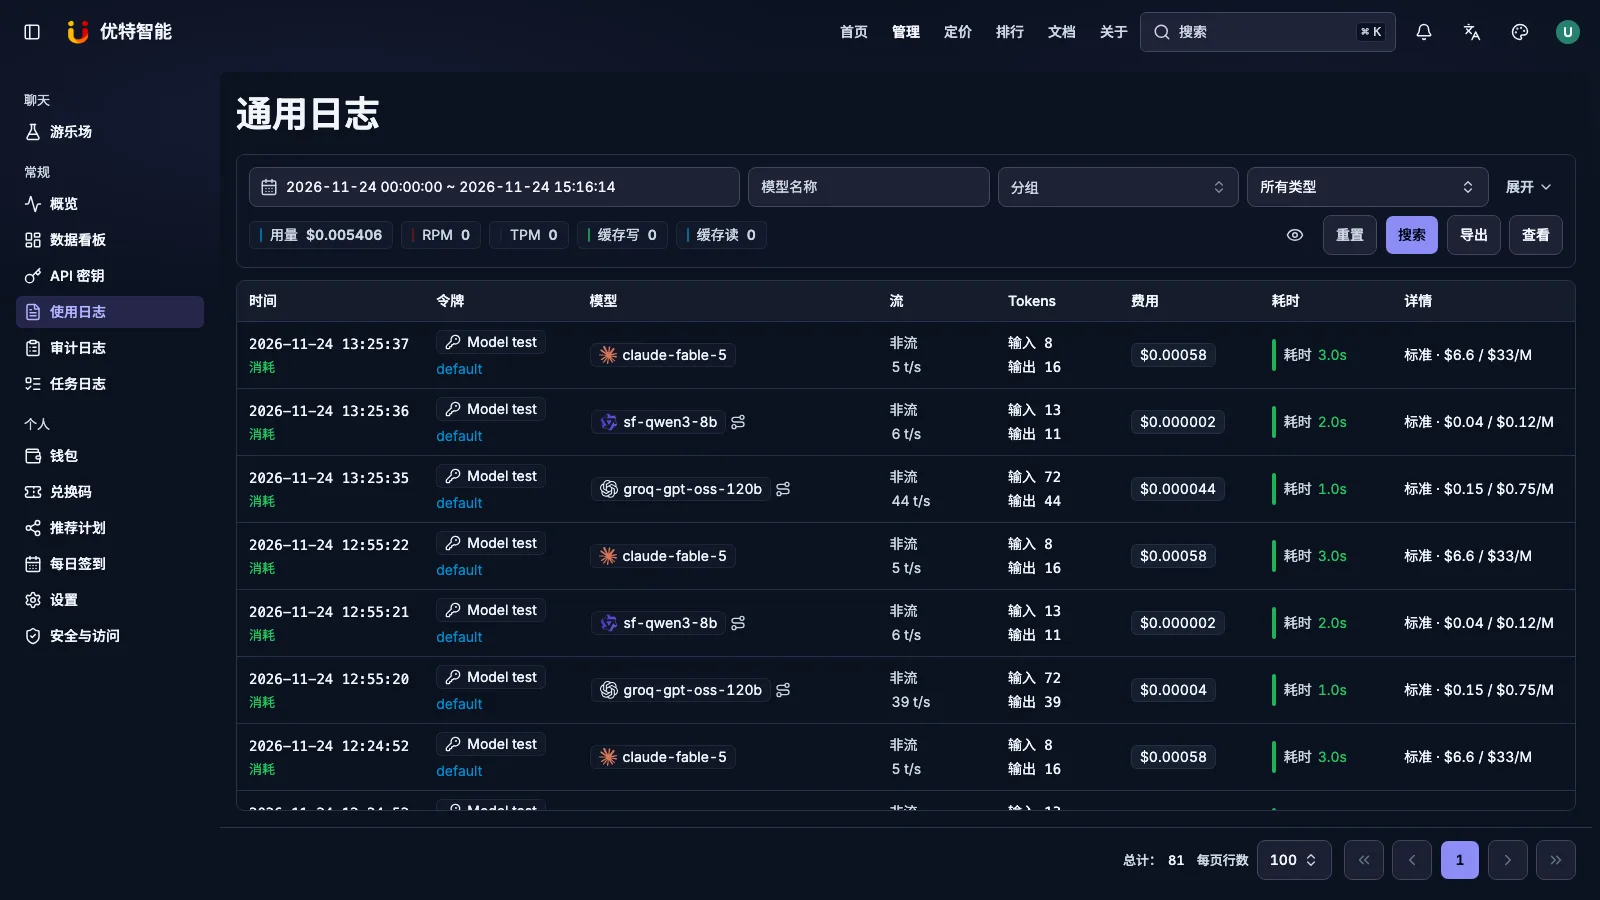 优特智能
首页 管理 定价 排行 文档 关于 搜索 ⌘ K U
聊天
游乐场
常规
概览
数据看板
API 密钥
使用日志
审计日志
任务日志
个人
钱包
兑换码
推荐计划
每日签到
设置
安全与访问
通用日志
2026-11-24 00:00:00 ~ 2026-11-24 15:16:14 模型名称 分组 所有类型 展开
用量 $0.005406 RPM 0 TPM 0 缓存写 0 缓存读 0 重置 搜索 导出 查看
时间 令牌 模型 流 Tokens 费用 耗时 详情
2026-11-24 13:25:37 Model test claude-fable-5 非流 输入 8 $0.00058 耗时 3.0s 标准 · $6.6 / $33/M
消耗 default 5 t/s 输出 16
2026-11-24 13:25:36 Model test sf-qwen3-8b 非流 输入 13 $0.000002 耗时 2.0s 标准 · $0.04 / $0.12/M
消耗 default 6 t/s 输出 11
2026-11-24 13:25:35 Model test groq-gpt-oss-120b 非流 输入 72 $0.000044 耗时 1.0s 标准 · $0.15 / $0.75/M
消耗 default 44 t/s 输出 44
2026-11-24 12:55:22 Model test claude-fable-5 非流 输入 8 $0.00058 耗时 3.0s 标准 · $6.6 / $33/M
消耗 default 5 t/s 输出 16
2026-11-24 12:55:21 Model test sf-qwen3-8b 非流 输入 13 $0.000002 耗时 2.0s 标准 · $0.04 / $0.12/M
消耗 default 6 t/s 输出 11
2026-11-24 12:55:20 Model test groq-gpt-oss-120b 非流 输入 72 $0.00004 耗时 1.0s 标准 · $0.15 / $0.75/M
消耗 default 39 t/s 输出 39
2026-11-24 12:24:52 Model test claude-fable-5 非流 输入 8 $0.00058 耗时 3.0s 标准 · $6.6 / $33/M
消耗 default 5 t/s 输出 16
Model test 非流 输入 13
总计： 81 每页行数 100 1